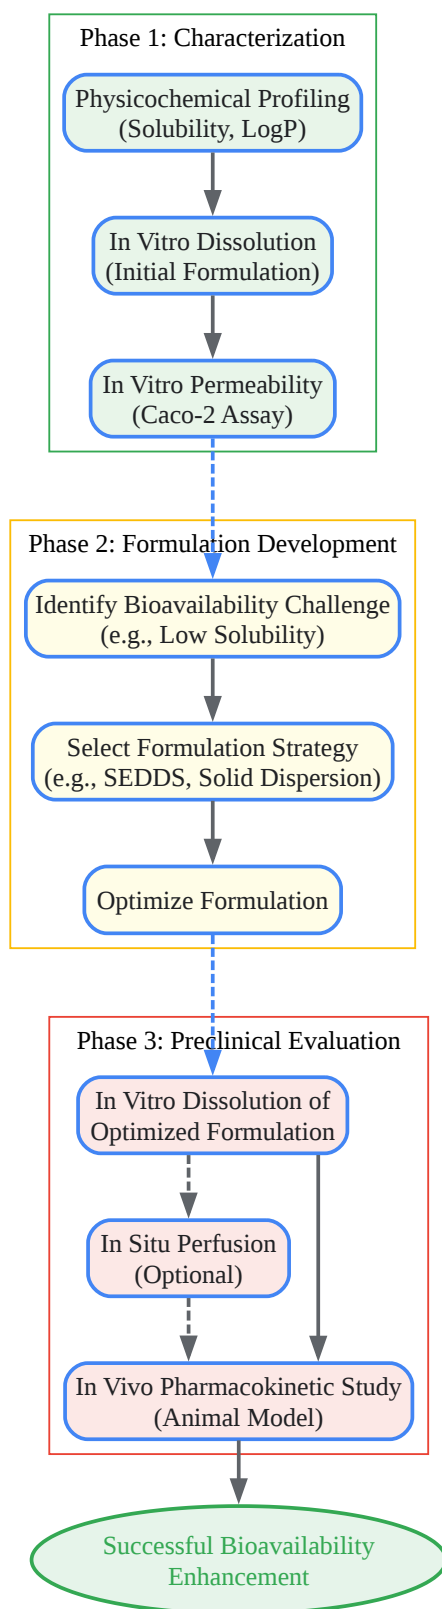 Phase 1: Characterization
Physicochemical Profiling
(Solubility, LogP)
In Vitro Dissolution
(Initial Formulation)
In Vitro Permeability
(Caco-2 Assay)
Phase 2: Formulation Development
Identify Bioavailability Challenge
(e.g., Low Solubility)
Select Formulation Strategy
(e.g., SEDDS, Solid Dispersion)
Optimize Formulation
Phase 3: Preclinical Evaluation
In Vitro Dissolution of
Optimized Formulation
In Situ Perfusion
(Optional)
In Vivo Pharmacokinetic Study
(Animal Model)
Successful Bioavailability
Enhancement